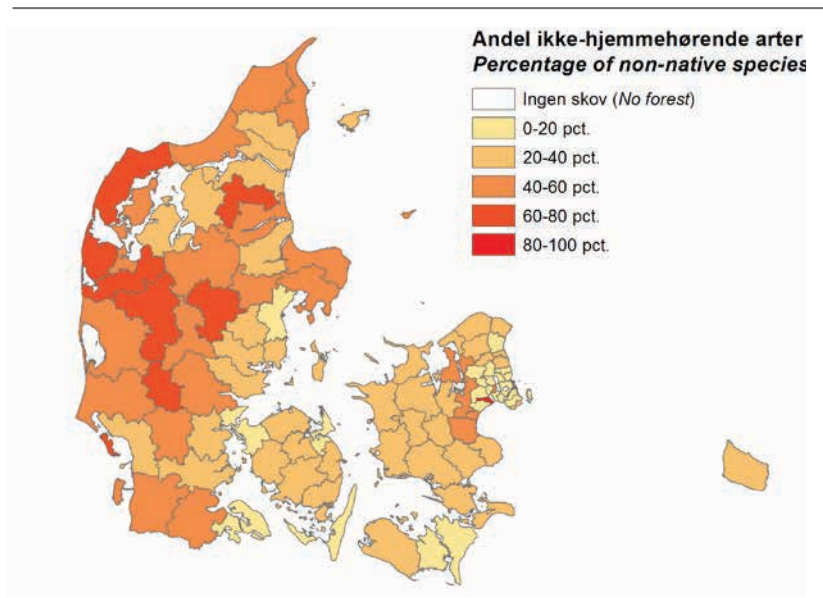 Andel ikke-hjemmehørende arter
Percentage of non-native species
Ingen skov (No forest)
0-20 pct.
20-40 pct.
40-60 pct.
60-80 pct.
80-100 pct.